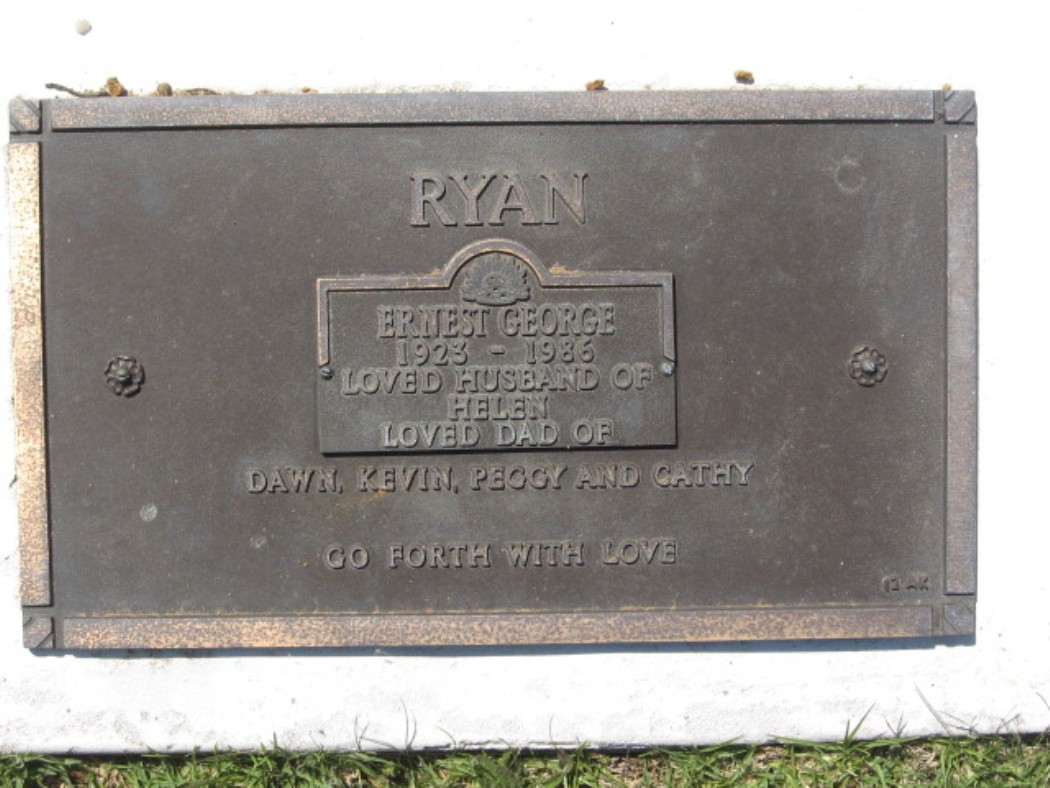 RYAN
ERNEST GEORGE
1923 - 1986
LOVED HUSBAND OF
HELEN
LOVED DAD OF
DAWN, KEVIN, PEGGY AND CATHY
GO FORTH WITH LOVE
AK